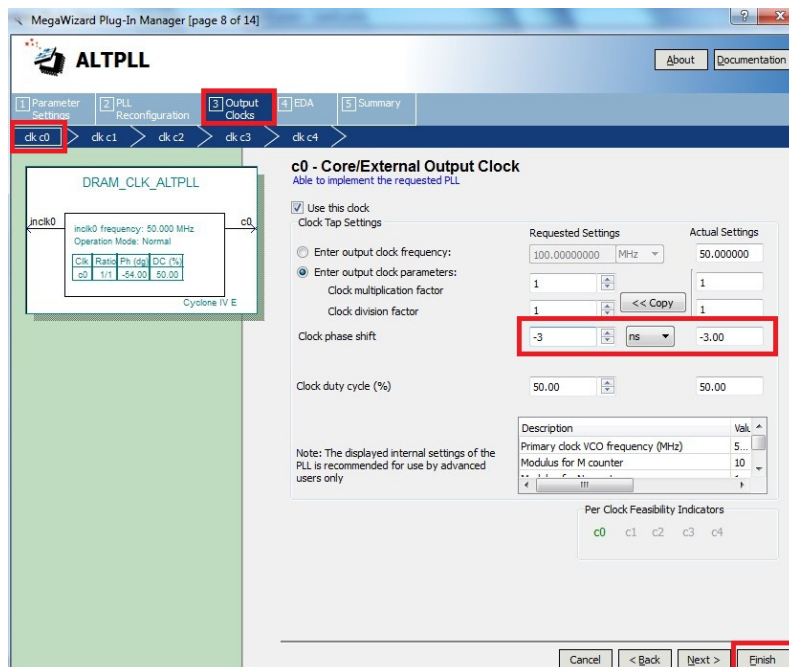 MegaWizard Plug-In Manager [page 8 of 14]
ALTPLL
About
Documentation
1 Parameter Settings
2 PLL Reconfiguration
3 Output Clocks
4 EDA
5 Summary
clk c0
clk c1
clk c2
clk c3
clk c4
DRAM_CLK_ALTPLL
inclk0
c0
inclk0 frequency: 50.000 MHz
Operation Mode: Normal
Clk Ratio Ph (dg) DC (%)
c0 1/1 -54.00 50.00
Cyclone IV E
c0 - Core/External Output Clock
Able to implement the requested PLL
Use this clock
Clock Tap Settings
Requested Settings
Actual Settings
Enter output clock frequency:
100.00000000
MHz
50.000000
Enter output clock parameters:
Clock multiplication factor
1
1
<< Copy
Clock division factor
1
1
Clock phase shift
-3
ns
-3.00
Clock duty cycle (%)
50.00
50.00
Description
Primary clock VCO frequency (MHz) 5...
Modulus for M counter 10
Note: The displayed internal settings of the
PLL is recommended for use by advanced
users only
Per Clock Feasibility Indicators
c0 c1 c2 c3 c4
Cancel
< Back
Next >
Finish